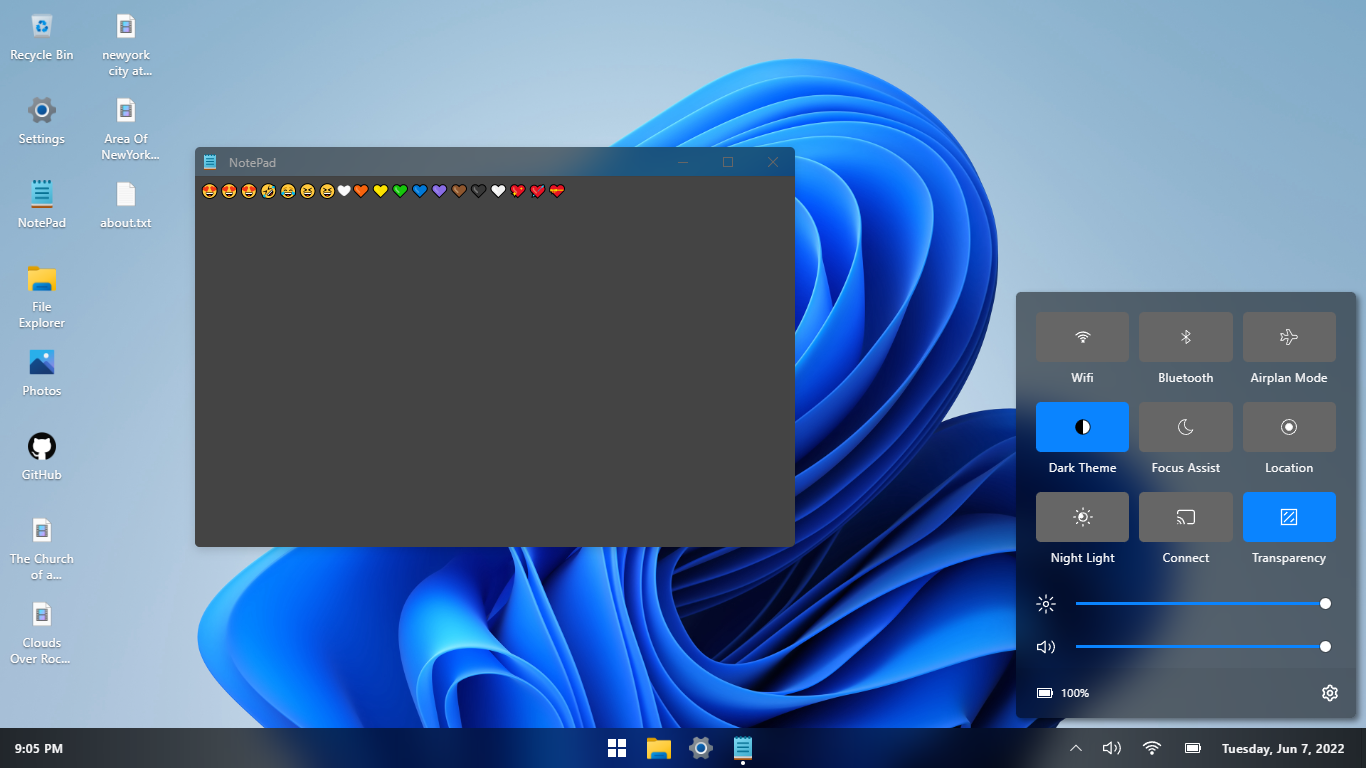 Recycle Bin
newyork
city at...
Settings
Area Of
NewYork...
NotePad
about.txt
File
Explorer
Photos
GitHub
The Church
of a...
Clouds
Over Roc...
NotePad
😍😍😍🤣😂😆😆🤍🧡💛💚💙💜🤎🖤🤍💖💘💝
Wifi
Bluetooth
Airplan Mode
Dark Theme
Focus Assist
Location
Night Light
Connect
Transparency
100%
9:05 PM
Tuesday, Jun 7, 2022